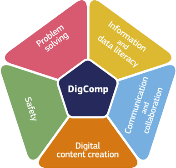 Problem
solving
Information
and
data literacy
DigComp
Safety
Communication
and
collaboration
Digital
content creation